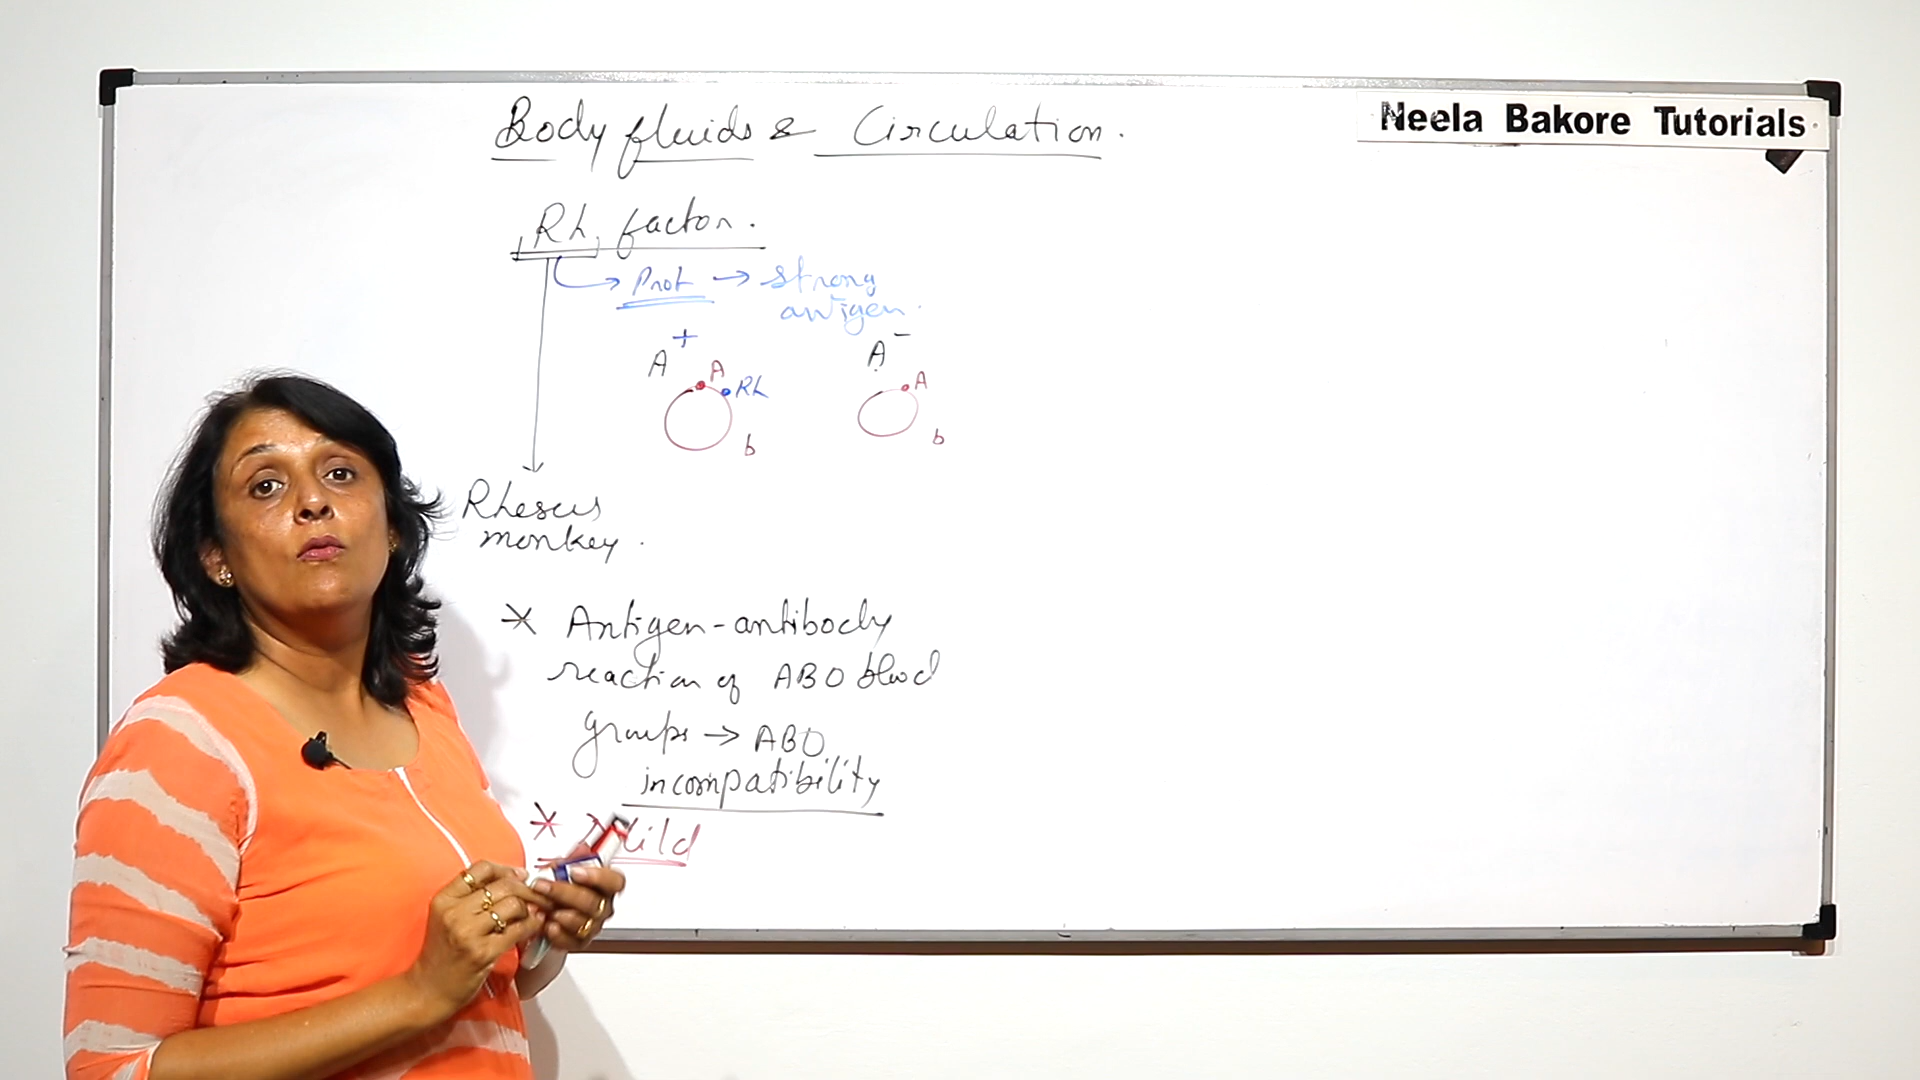 Body fluids & Circulation.
Neela Bakore Tutorials
Rh factor.
Prot → strong
antigen.
A+
A
Rh
b
A-
A
b
Rhesus
monkey.
* Antigen-antibody
reaction of ABO blood
groups → ABO
incompatibility
* Mild